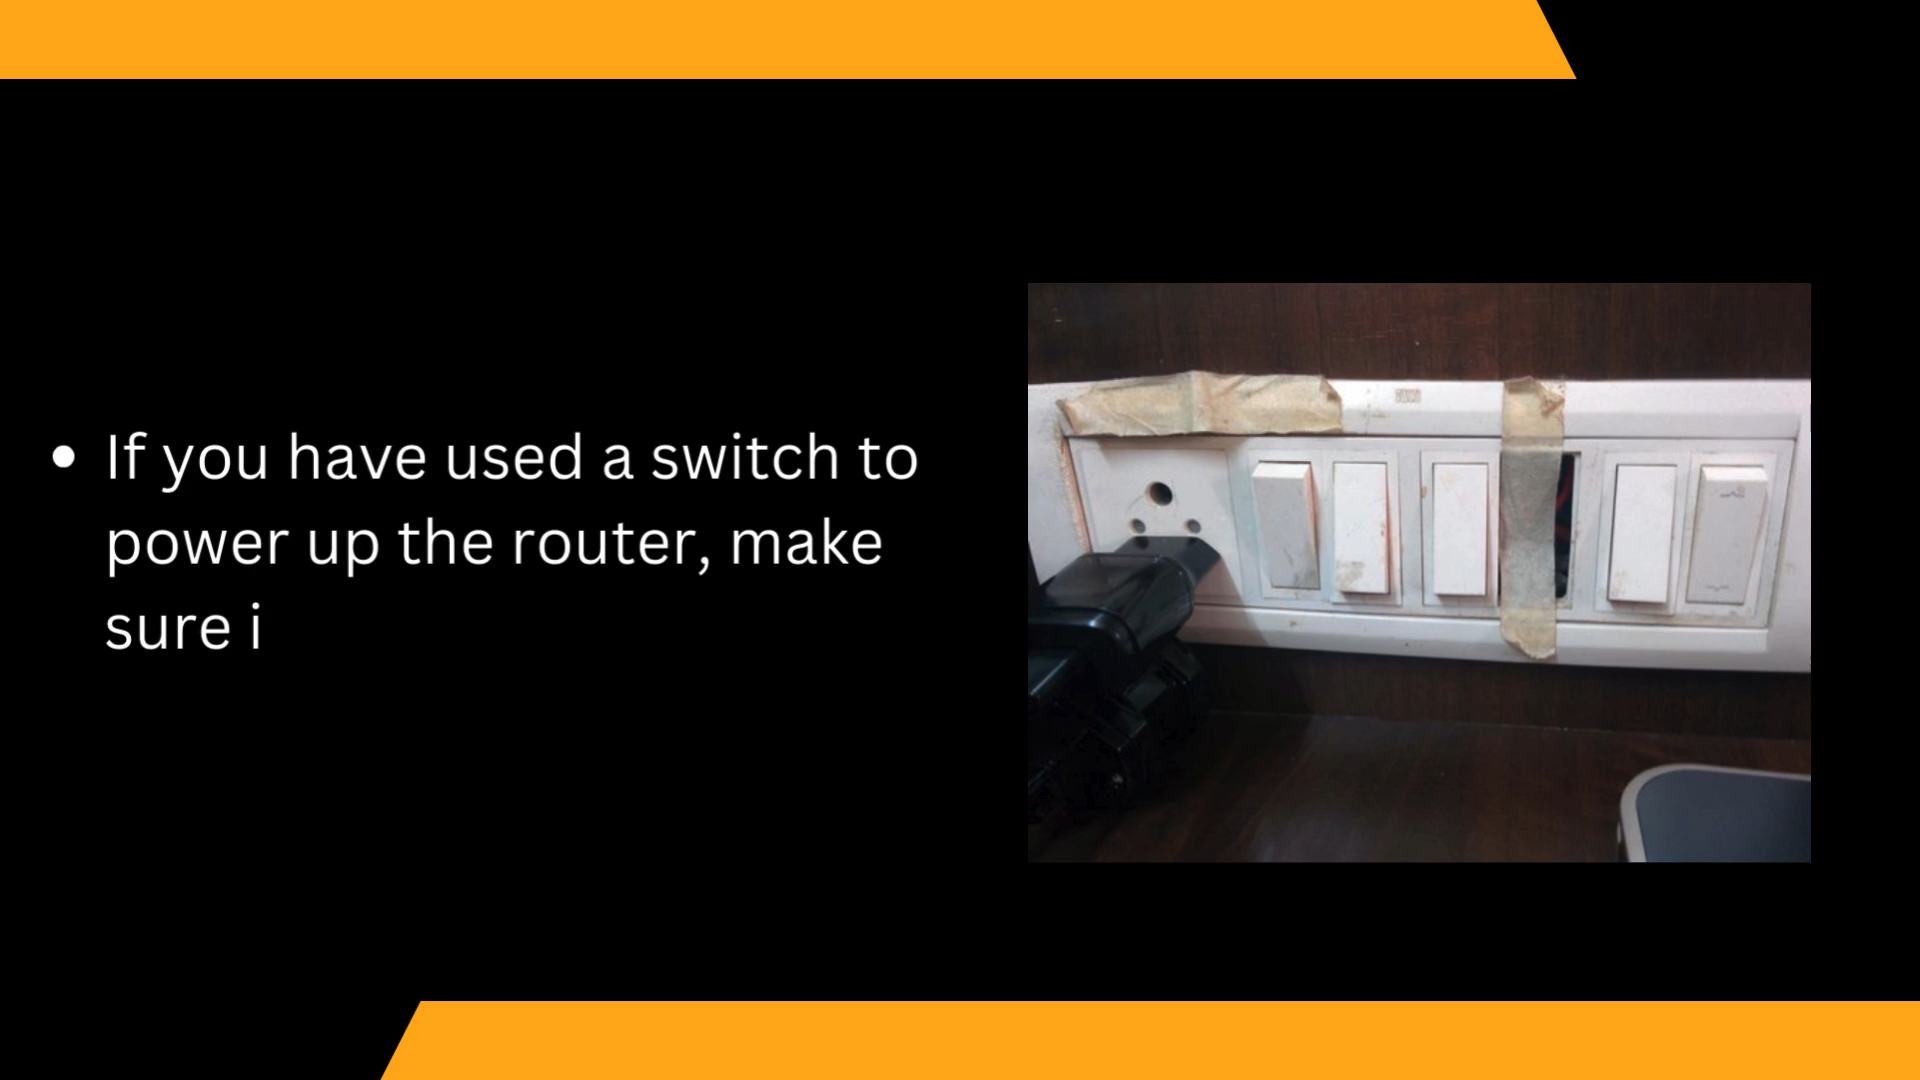 • If you have used a switch to
power up the router, make
sure i